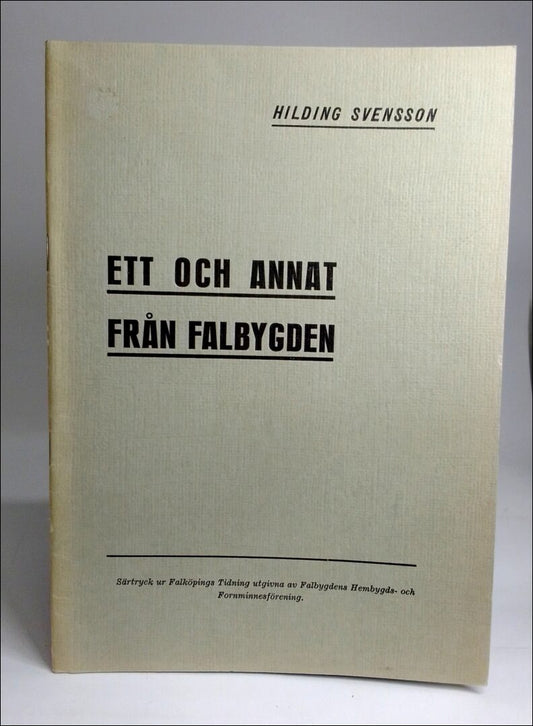 HILDING SVENSSON
ETT OCH ANNAT
FRÅN FALBYGDEN
Särtryck ur Falköpings Tidning utgivna av Falbygdens Hembygds- och
Fornminnesförening.